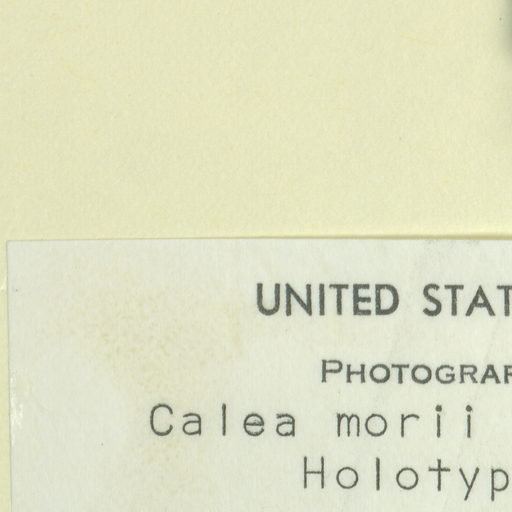 UNITED STAT
PHOTOGRAP
Calea morii
Holotyp